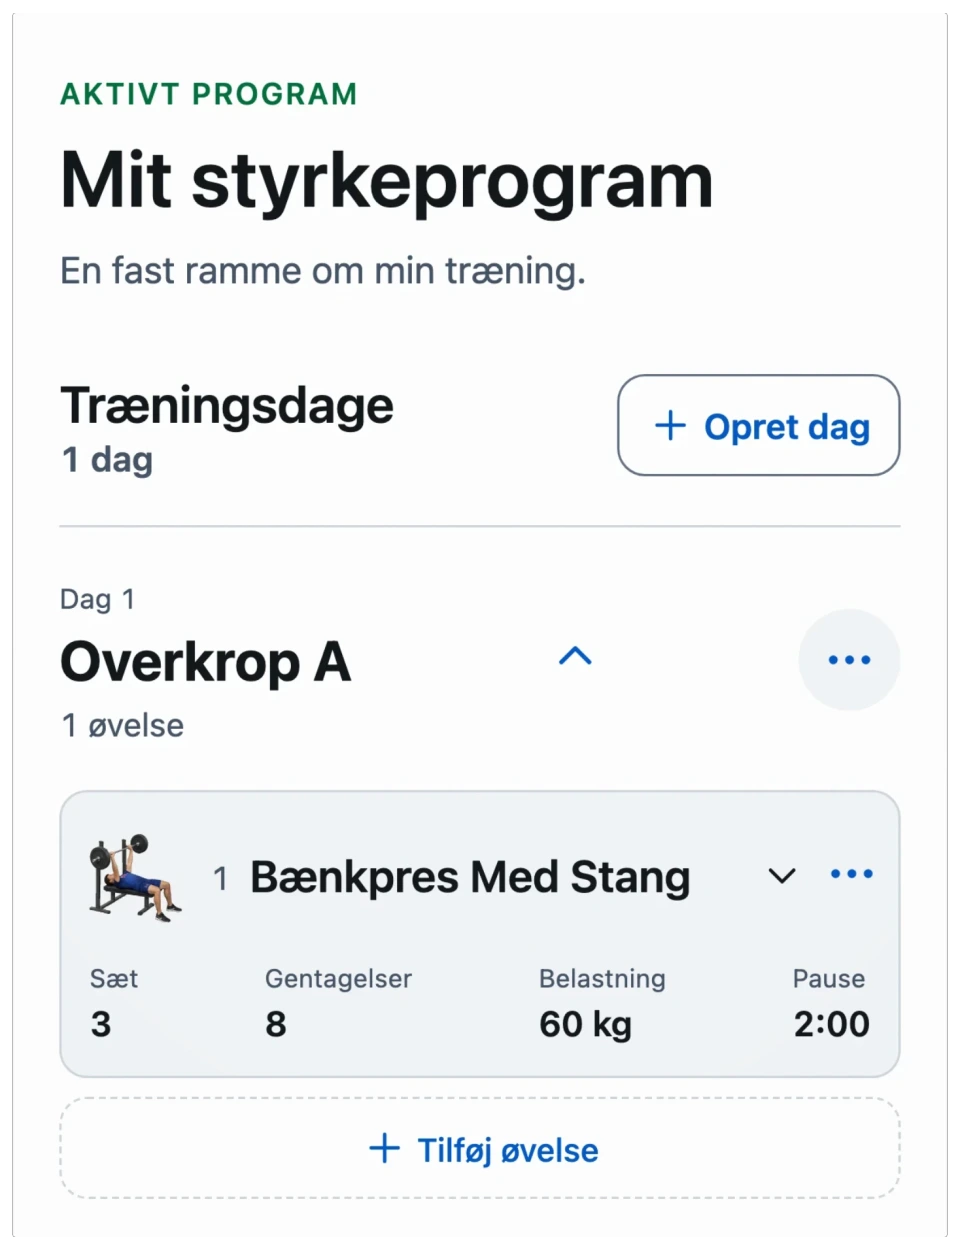 AKTIVT PROGRAM
Mit styrkeprogram
En fast ramme om min træning.
Træningsdage
1 dag
+ Opret dag
Dag 1
Overkrop A
1 øvelse
1 Bænkpres Med Stang
Sæt Gentagelser Belastning Pause
3 8 60 kg 2:00
+ Tilføj øvelse